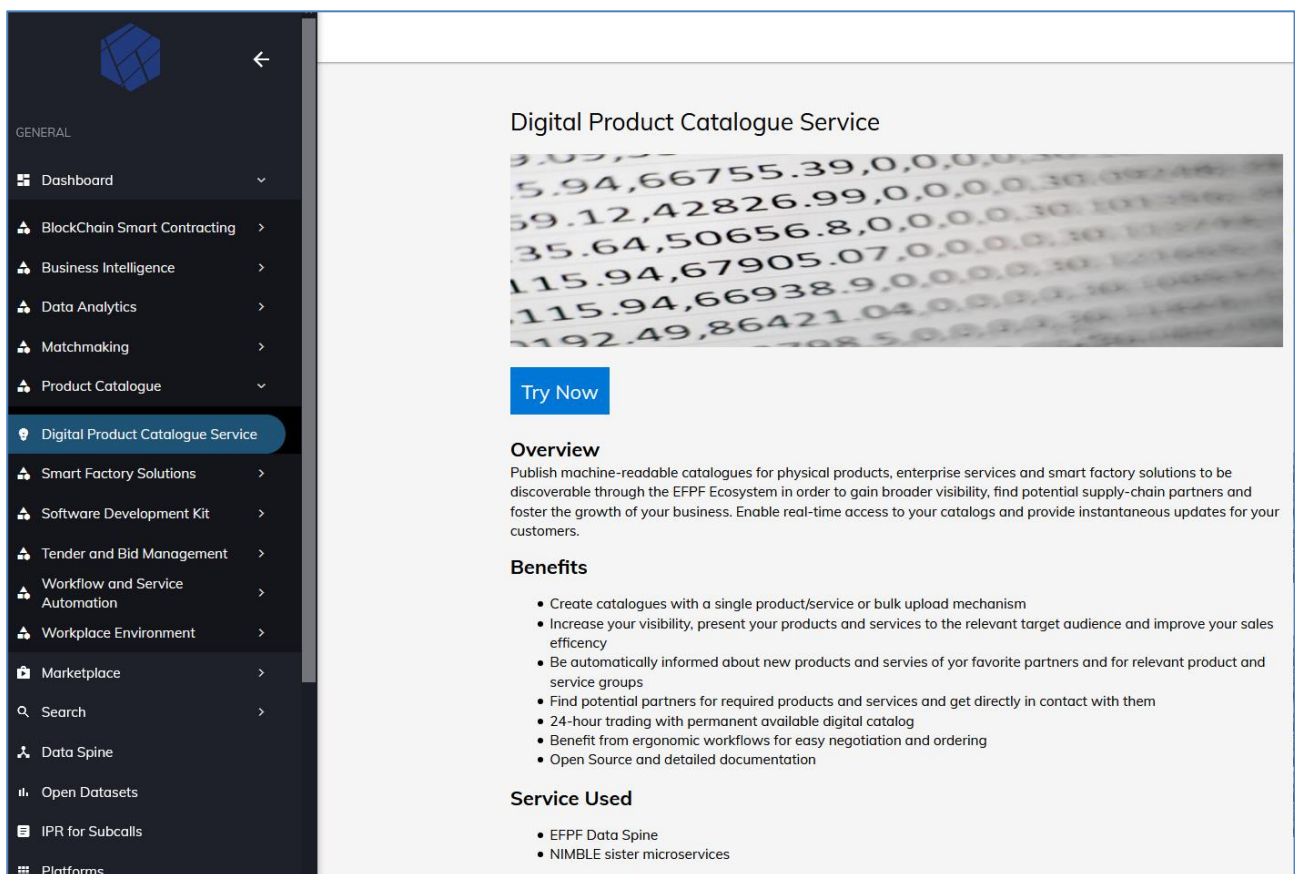 GENERAL
Dashboard
BlockChain Smart Contracting
Business Intelligence
Data Analytics
Matchmaking
Product Catalogue
Digital Product Catalogue Service
Smart Factory Solutions
Software Development Kit
Tender and Bid Management
Workflow and Service
Automation
Workplace Environment
Marketplace
Search
Data Spine
Open Datasets
IPR for Subcalls
Platforms
Digital Product Catalogue Service
5.94,66755.39,0,0,0,0
59.12,42826.99,0,0,0,0
35.64,50656.8,0,0,0,0
115.94,67905.07,0,0,0,0
115.94,66938.9,0,0,0,0
192.49,86421.04,0,0,0,0
Try Now
Overview
Publish machine-readable catalogues for physical products, enterprise services and smart factory solutions to be
discoverable through the EFPF Ecosystem in order to gain broader visibility, find potential supply-chain partners and
foster the growth of your business. Enable real-time access to your catalogs and provide instantaneous updates for your
customers.
Benefits
● Create catalogues with a single product/service or bulk upload mechanism
● Increase your visibility, present your products and services to the relevant target audience and improve your sales
efficency
● Be automatically informed about new products and servies of yor favorite partners and for relevant product and
service groups
● Find potential partners for required products and services and get directly in contact with them
● 24-hour trading with permanent available digital catalog
● Benefit from ergonomic workflows for easy negotiation and ordering
● Open Source and detailed documentation
Service Used
● EFPF Data Spine
● NIMBLE sister microservices